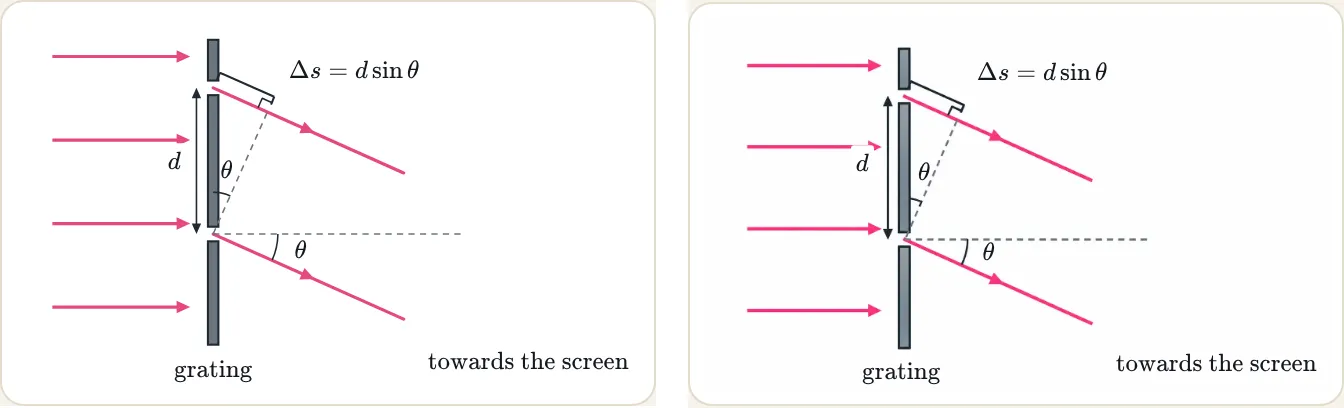 Δs = d sin θ
d
θ
θ
grating
towards the screen
Δs = d sin θ
d
θ
θ
grating
towards the screen